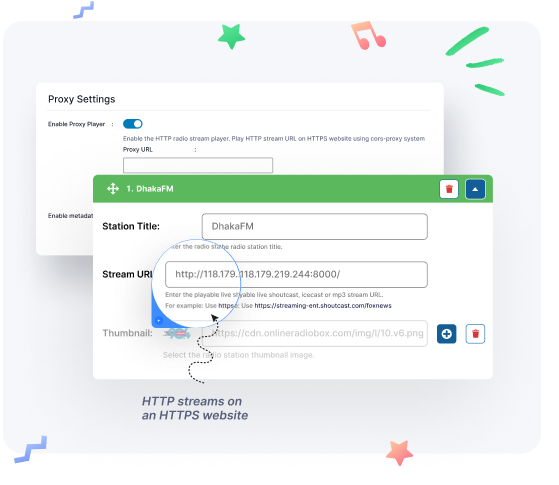 Proxy Settings
Enable Proxy Player :
Enable the HTTP radio stream player. Play HTTP stream URL on HTTPS website using cors-proxy system
Proxy URL :
1. DhakaFM
Enable metadat
Station Title:
DhakaFM
the radio station title.
Stream URL
http://118.179.118.179.219.244:8000/
Enter the playable live shoutcast, icecast or mp3 stream URL.
For example: Use https: Use https://streaming-ent.shoutcast.com/foxnews
Thumbnail:
https://cdn.onlineradiobox.com/img/l/10.v6.png
Select the radio station thumbnail image.
HTTP streams on
an HTTPS website